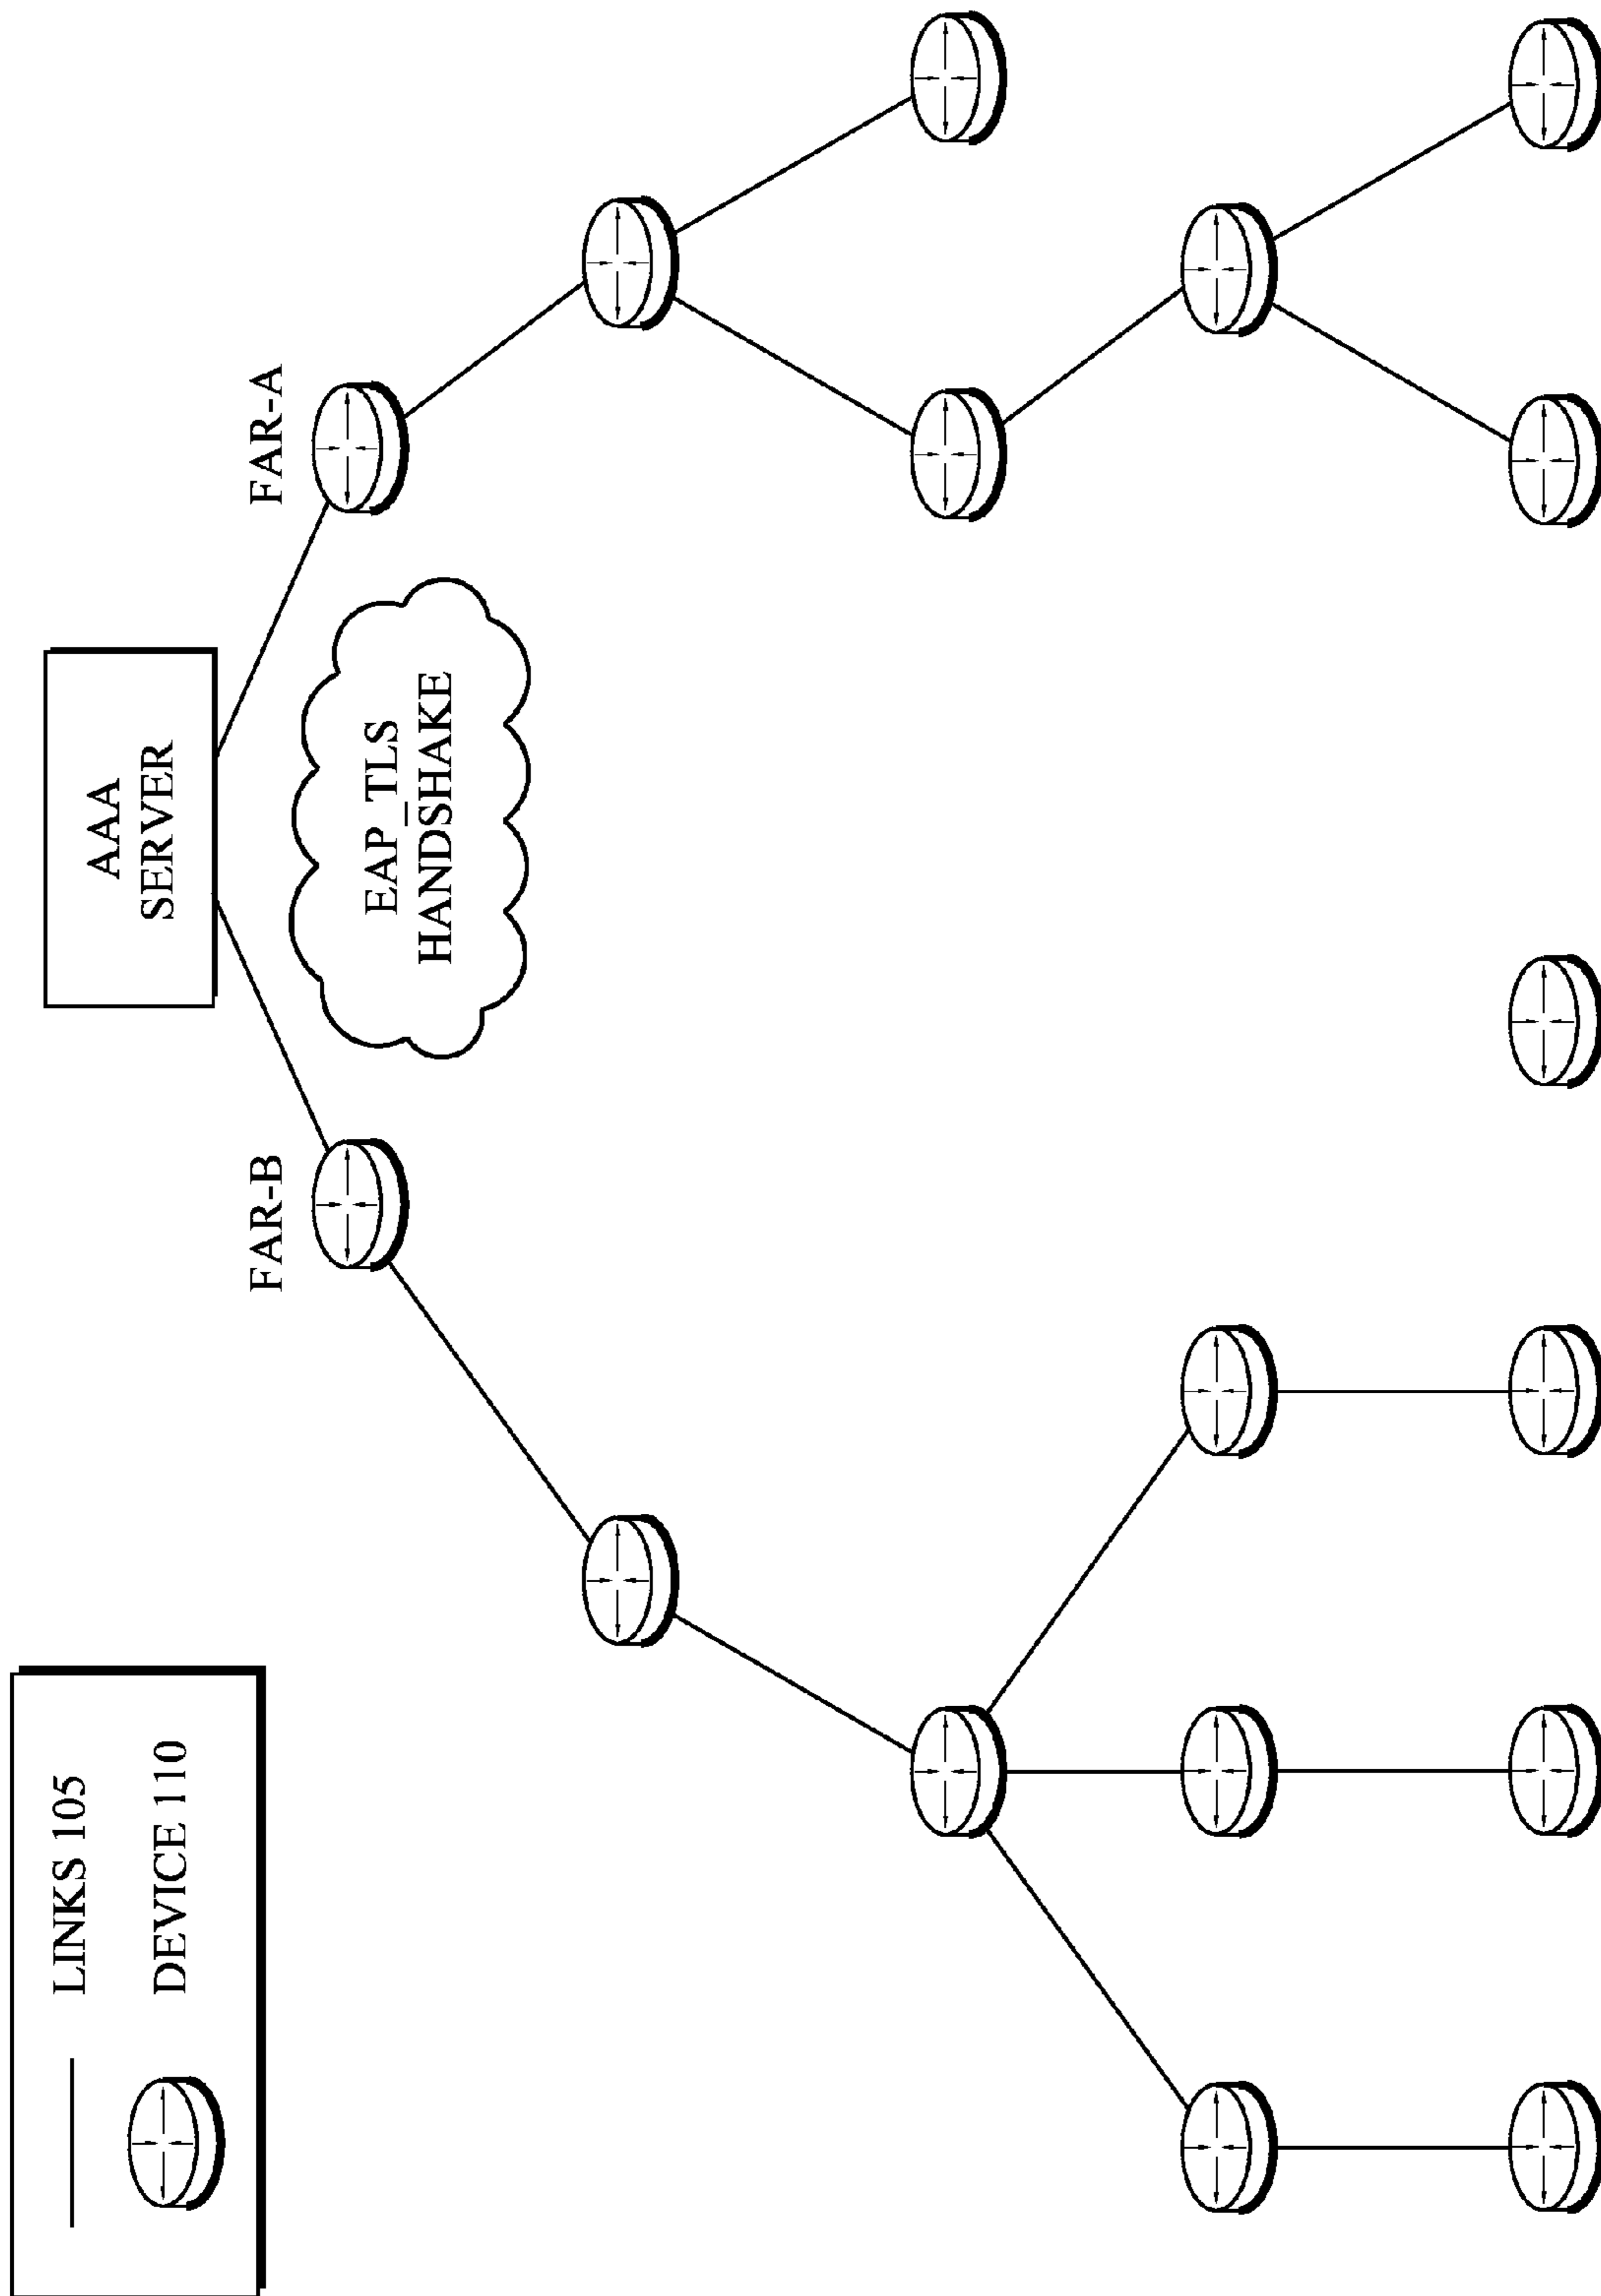 LINKS 105
DEVICE 110
AAA
SERVER
FAR-B
FAR-A
EAP_TLS
HANDSHAKE